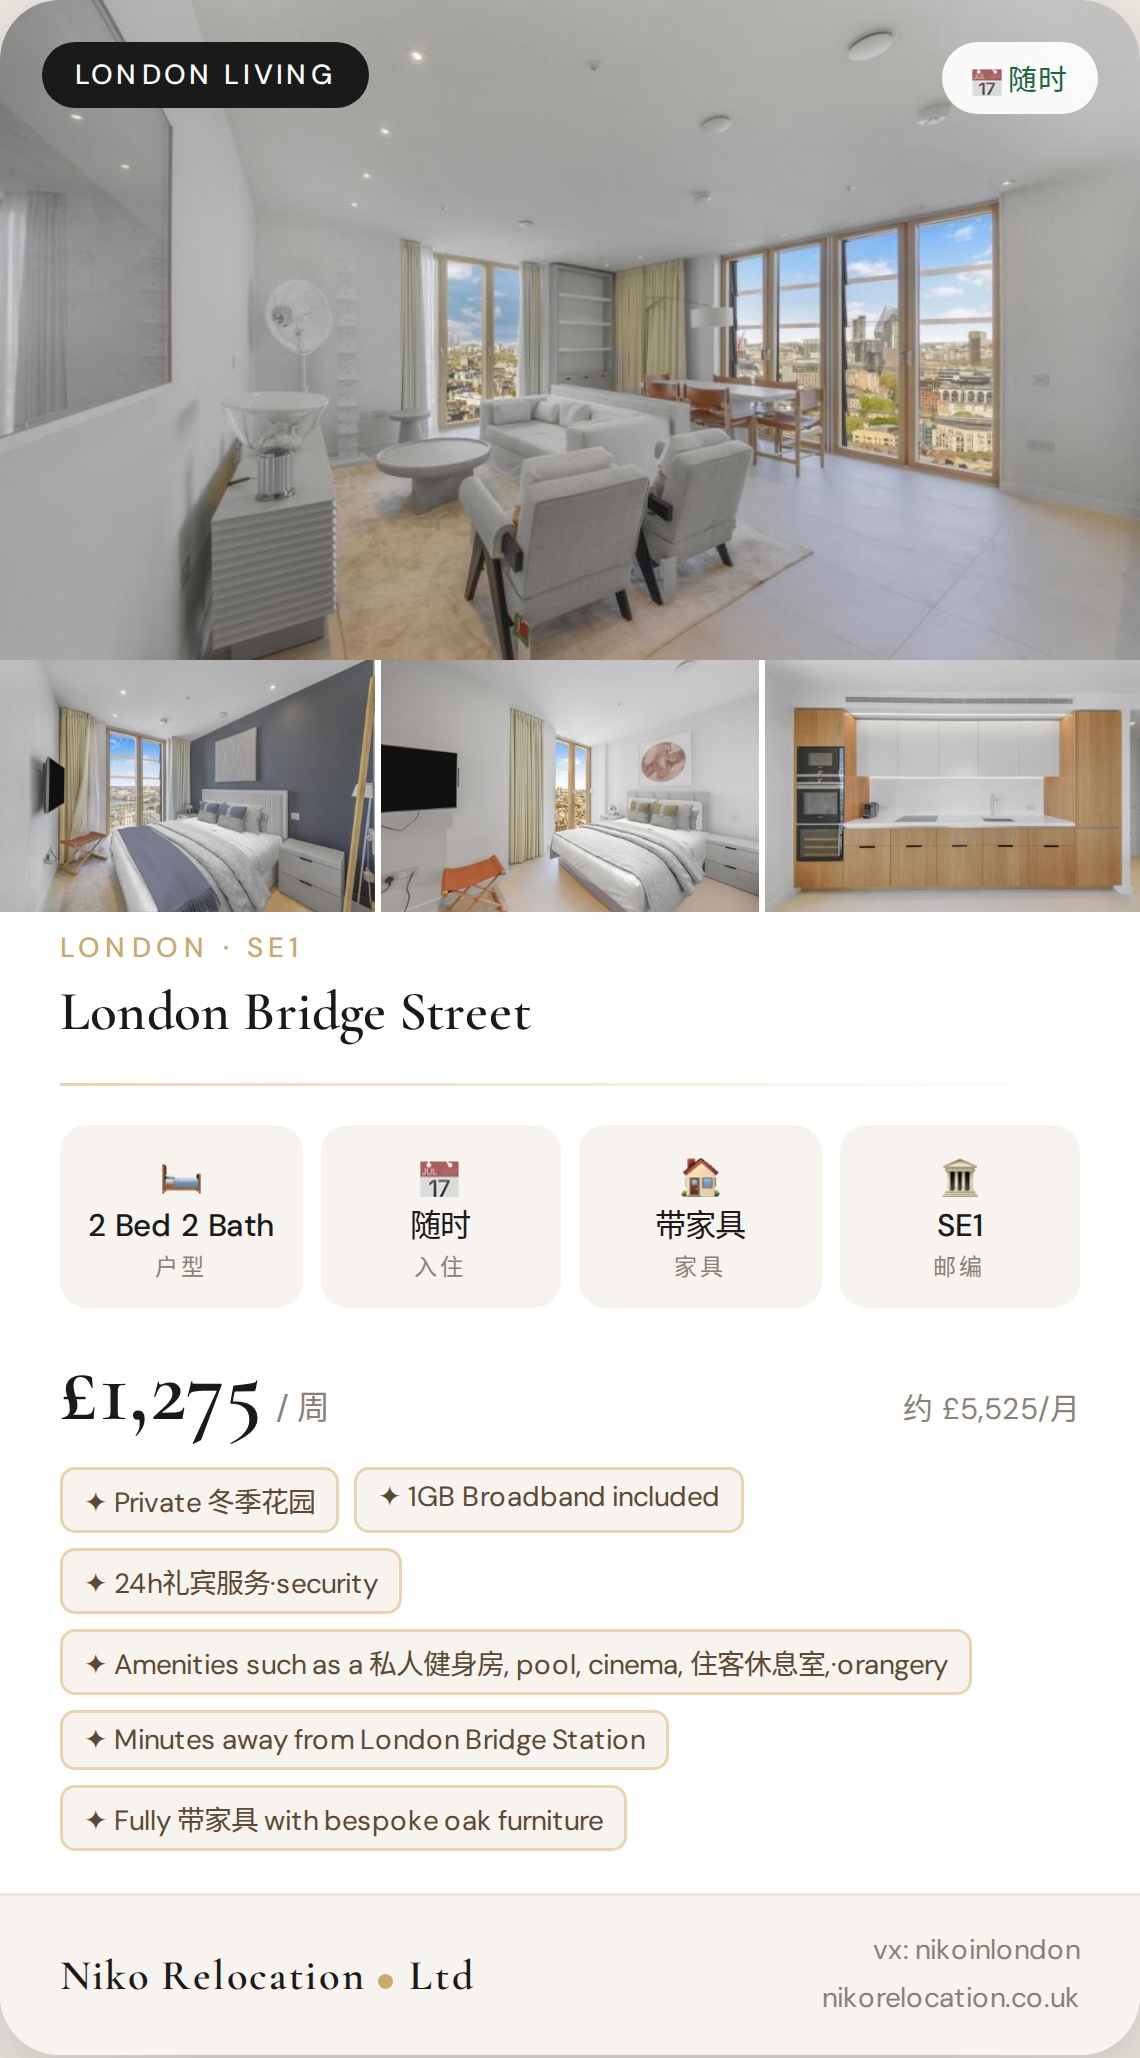 LONDON LIVING
📅 随时
LONDON · SE1
London Bridge Street
2 Bed 2 Bath
户型
随时
入住
带家具
家具
SE1
邮编
£1,275 / 周
约 £5,525/月
✦ Private 冬季花园
✦ 1GB Broadband included
✦ 24h礼宾服务·security
✦ Amenities such as a 私人健身房, pool, cinema, 住客休息室,·orangery
✦ Minutes away from London Bridge Station
✦ Fully 带家具 with bespoke oak furniture
Niko Relocation • Ltd
vx: nikoinlondon
nikorelocation.co.uk